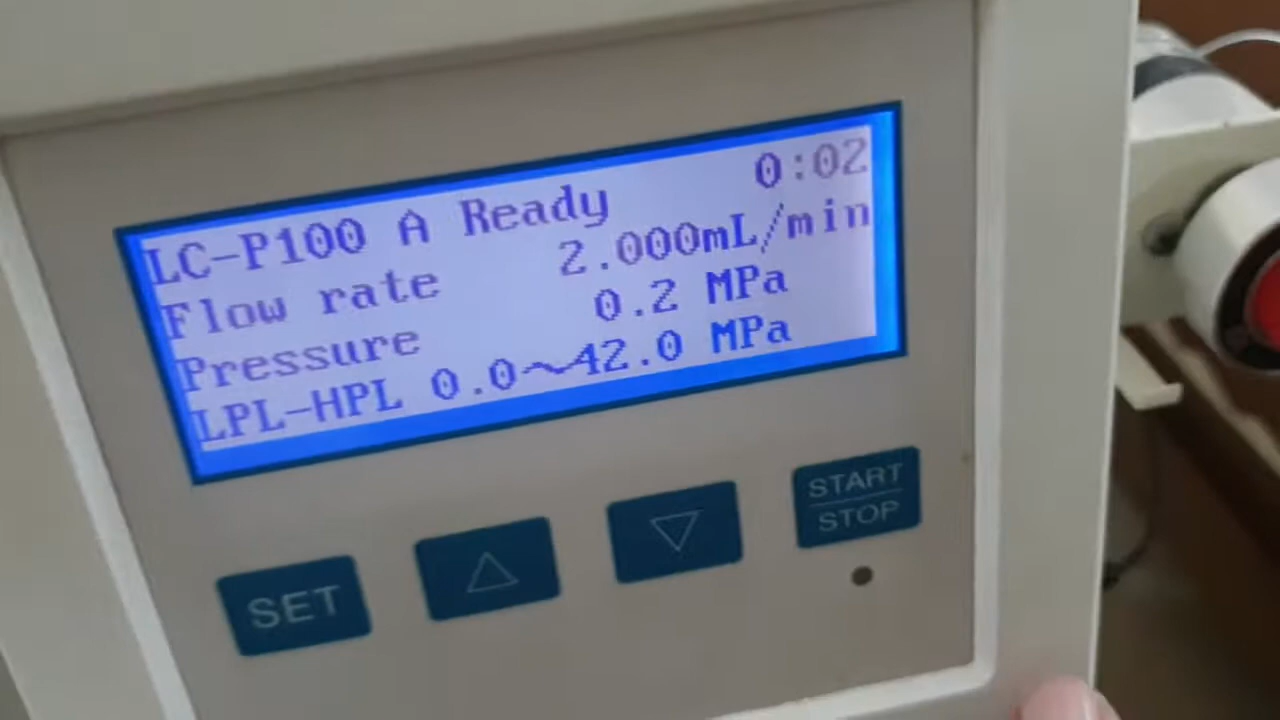 LC-P100 A Ready 0:02
Flow rate 2.000mL/min
Pressure 0.2 MPa
LPL-HPL 0.0~42.0 MPa
SET
START
STOP